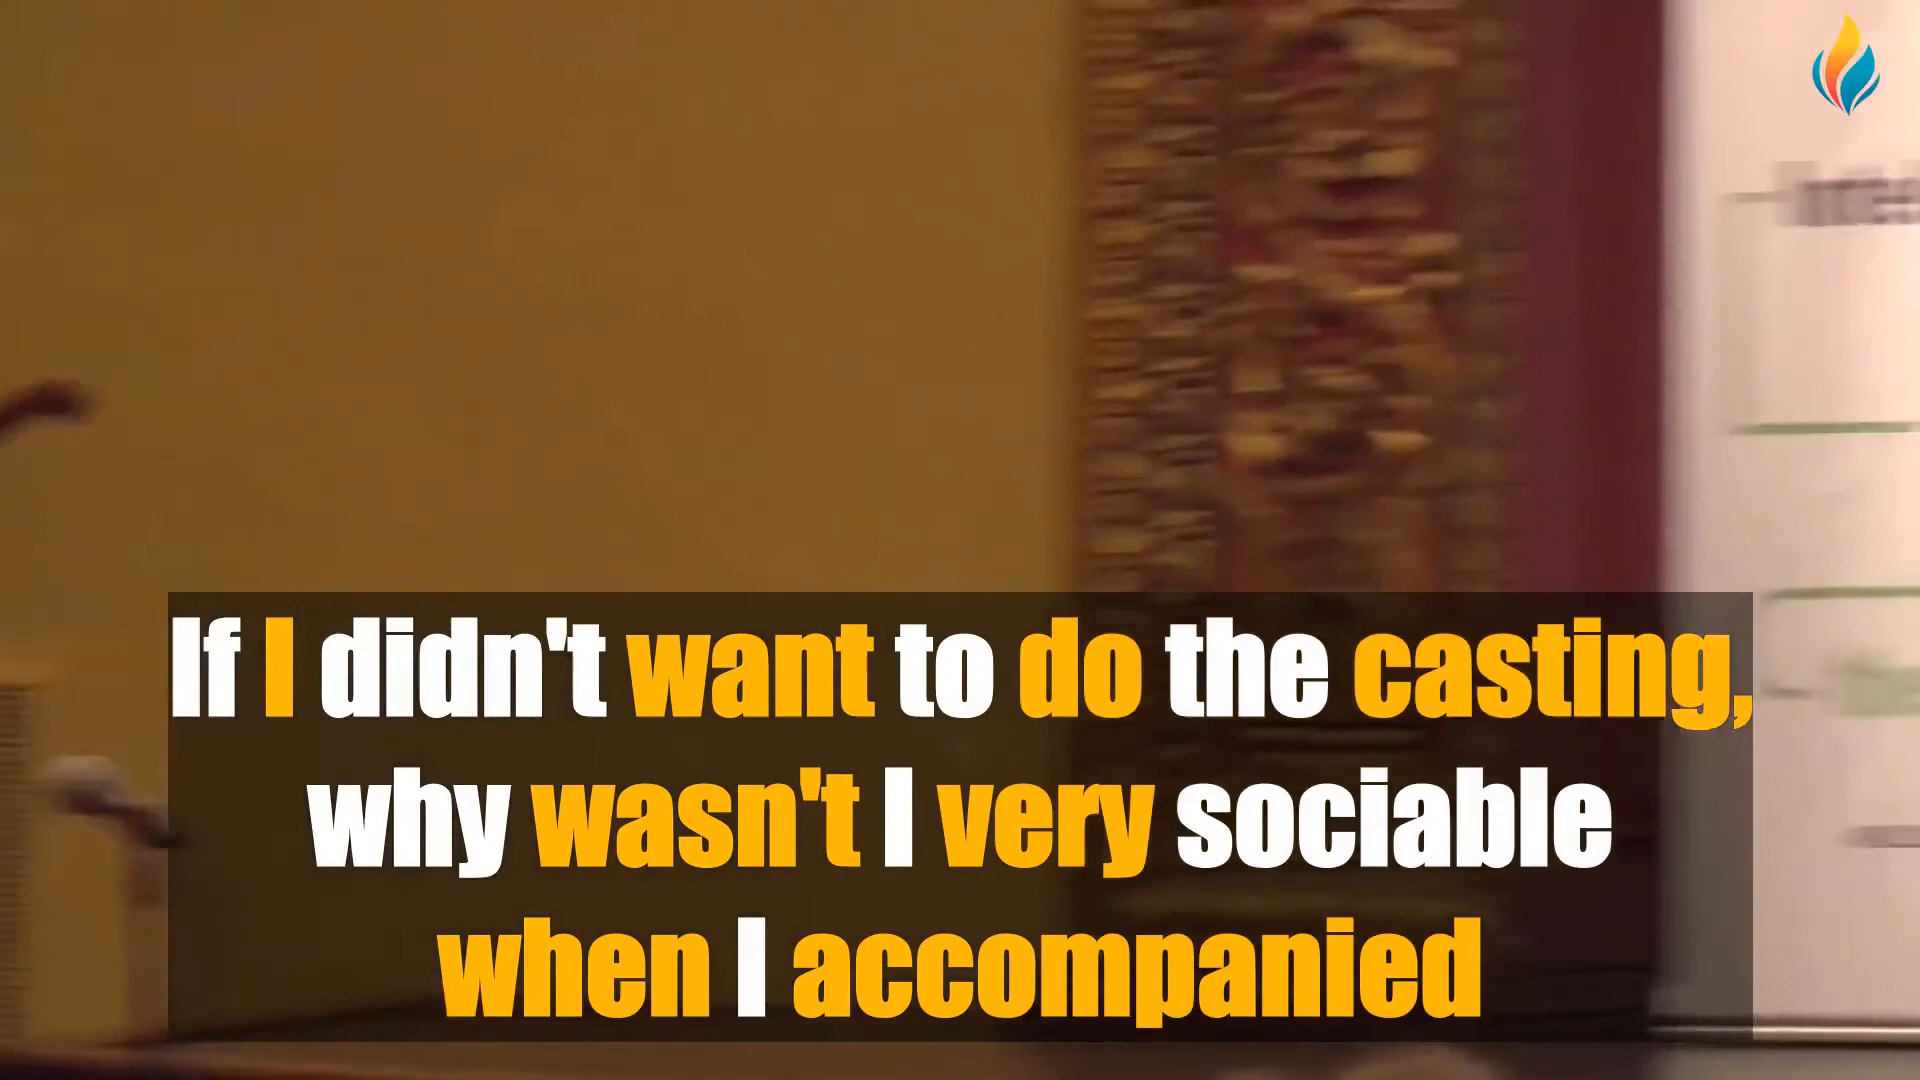 If I didn't want to do the casting,
why wasn't I very sociable
when I accompanied